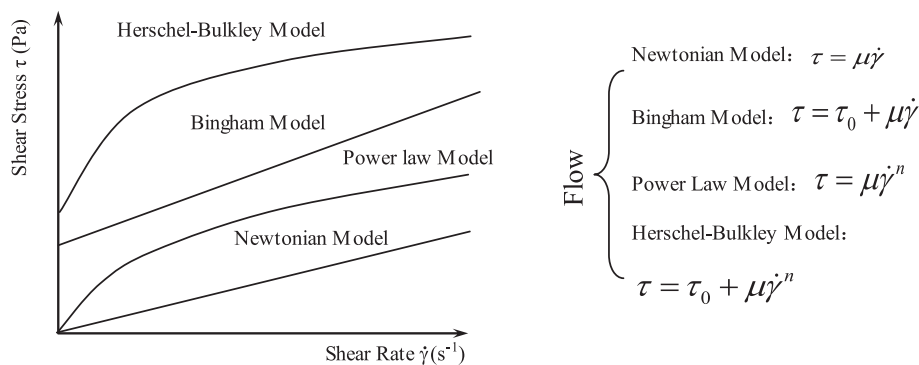 Shear Stress τ (Pa)
Herschel-Bulkley Model
Bingham Model
Power law Model
Newtonian Model
Shear Rate γ̇ (s⁻¹)
Flow
Newtonian Model： τ = μγ̇
Bingham Model： τ = τ₀ + μγ̇
Power Law Model： τ = μγ̇ⁿ
Herschel-Bulkley Model：
τ = τ₀ + μγ̇ⁿ